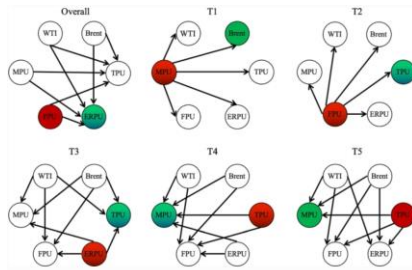 Overall
WTI
Brent
MPU
TPU
FPU
ERPU
T1
WTI
Brent
MPU
TPU
FPU
ERPU
T2
WTI
Brent
MPU
TPU
FPU
ERPU
T3
WTI
Brent
MPU
TPU
FPU
ERPU
T4
WTI
Brent
MPU
TPU
FPU
ERPU
T5
WTI
Brent
MPU
TPU
FPU
ERPU